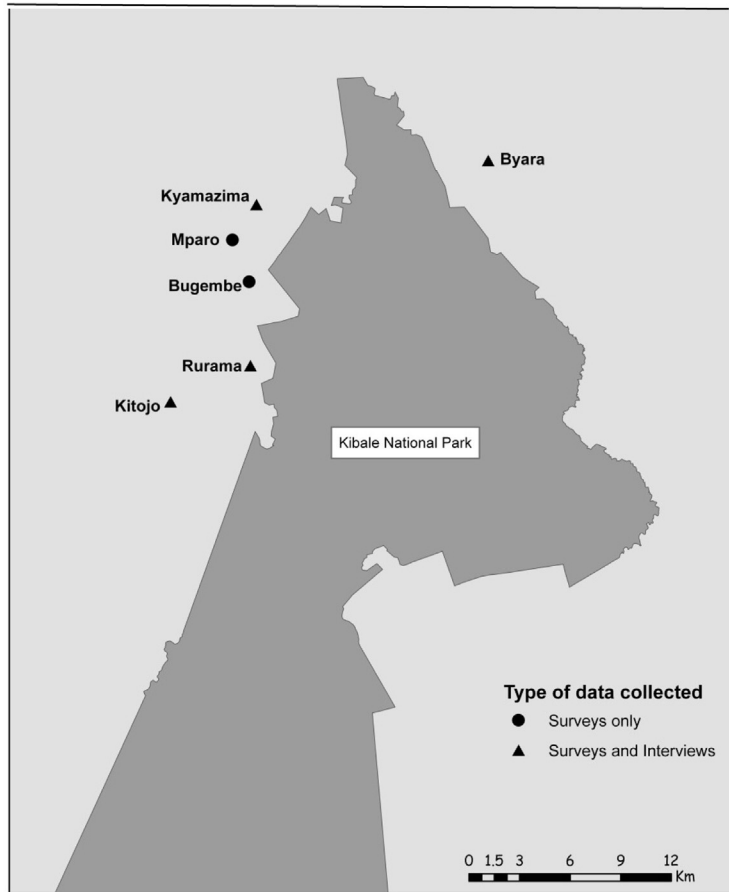 Byara
Kyamazima
Mparo
Bugembe
Rurama
Kitojo
Kibale National Park
Type of data collected
Surveys only
Surveys and Interviews
0 1.5 3 6 9 12
Km